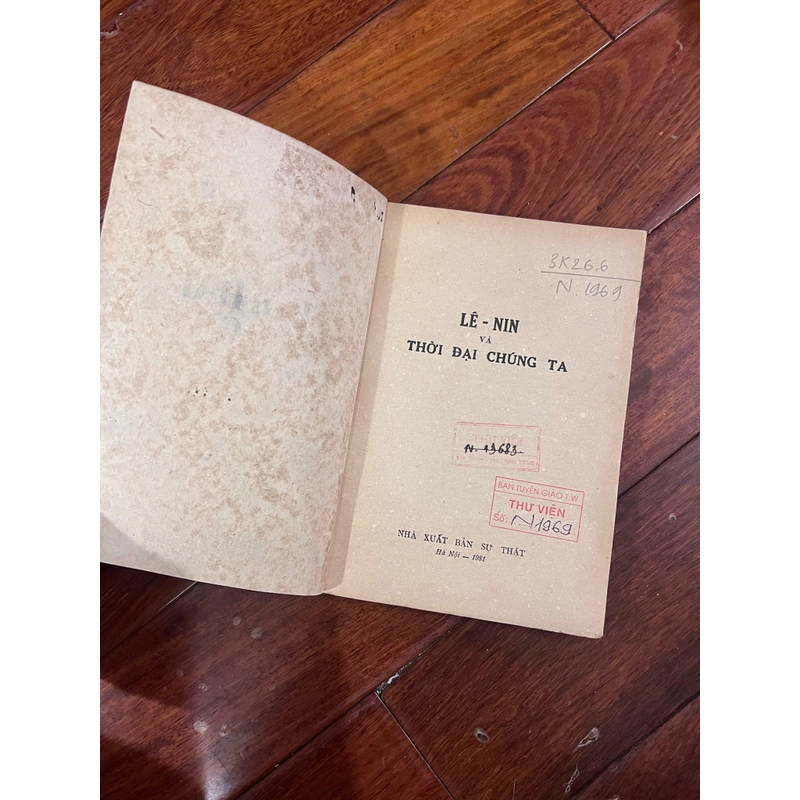 3K26.6
N.1969
LÊ - NIN
VÀ
THỜI ĐẠI CHÚNG TA
N. 13683
BAN TUYÊN GIÁO T.W
THƯ VIỆN
Số: N1969
NHÀ XUẤT BẢN SỰ THẬT
Hà Nội — 1981